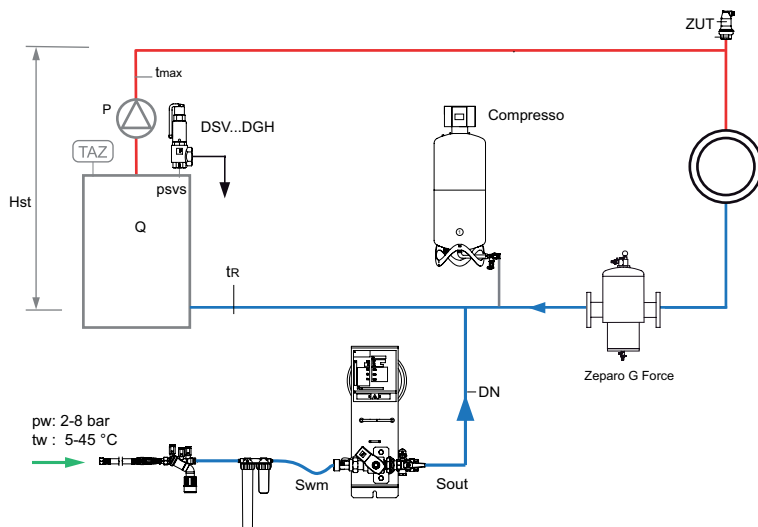 ZUT
tmax
P
DSV...DGH
Compresso
TAZ
psvs
Hst
Q
tR
Zeparo G Force
DN
pw: 2-8 bar
tw : 5-45 °C
Swm
Sout